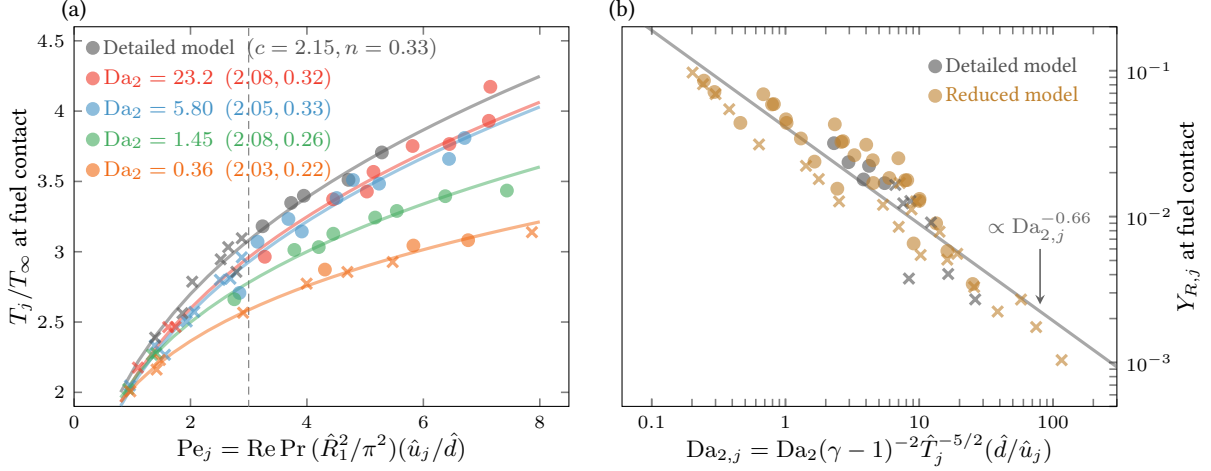 (a)
4.5
4
3.5
3
2.5
2
T_j/T_∞ at fuel contact
Detailed model (c = 2.15, n = 0.33)
Da₂ = 23.2 (2.08, 0.32)
Da₂ = 5.80 (2.05, 0.33)
Da₂ = 1.45 (2.08, 0.26)
Da₂ = 0.36 (2.03, 0.22)
0 2 4 6 8
Pe_j = Re Pr (R̂₁²/π²)(û_j/d̂)
(b)
Detailed model
Reduced model
∝ Da_{2,j}^{−0.66}
10⁻¹
10⁻²
10⁻³
Y_{R,j} at fuel contact
0.1 1 10 100
Da_{2,j} = Da₂(γ − 1)⁻²T̂_j^{−5/2}(d̂/û_j)